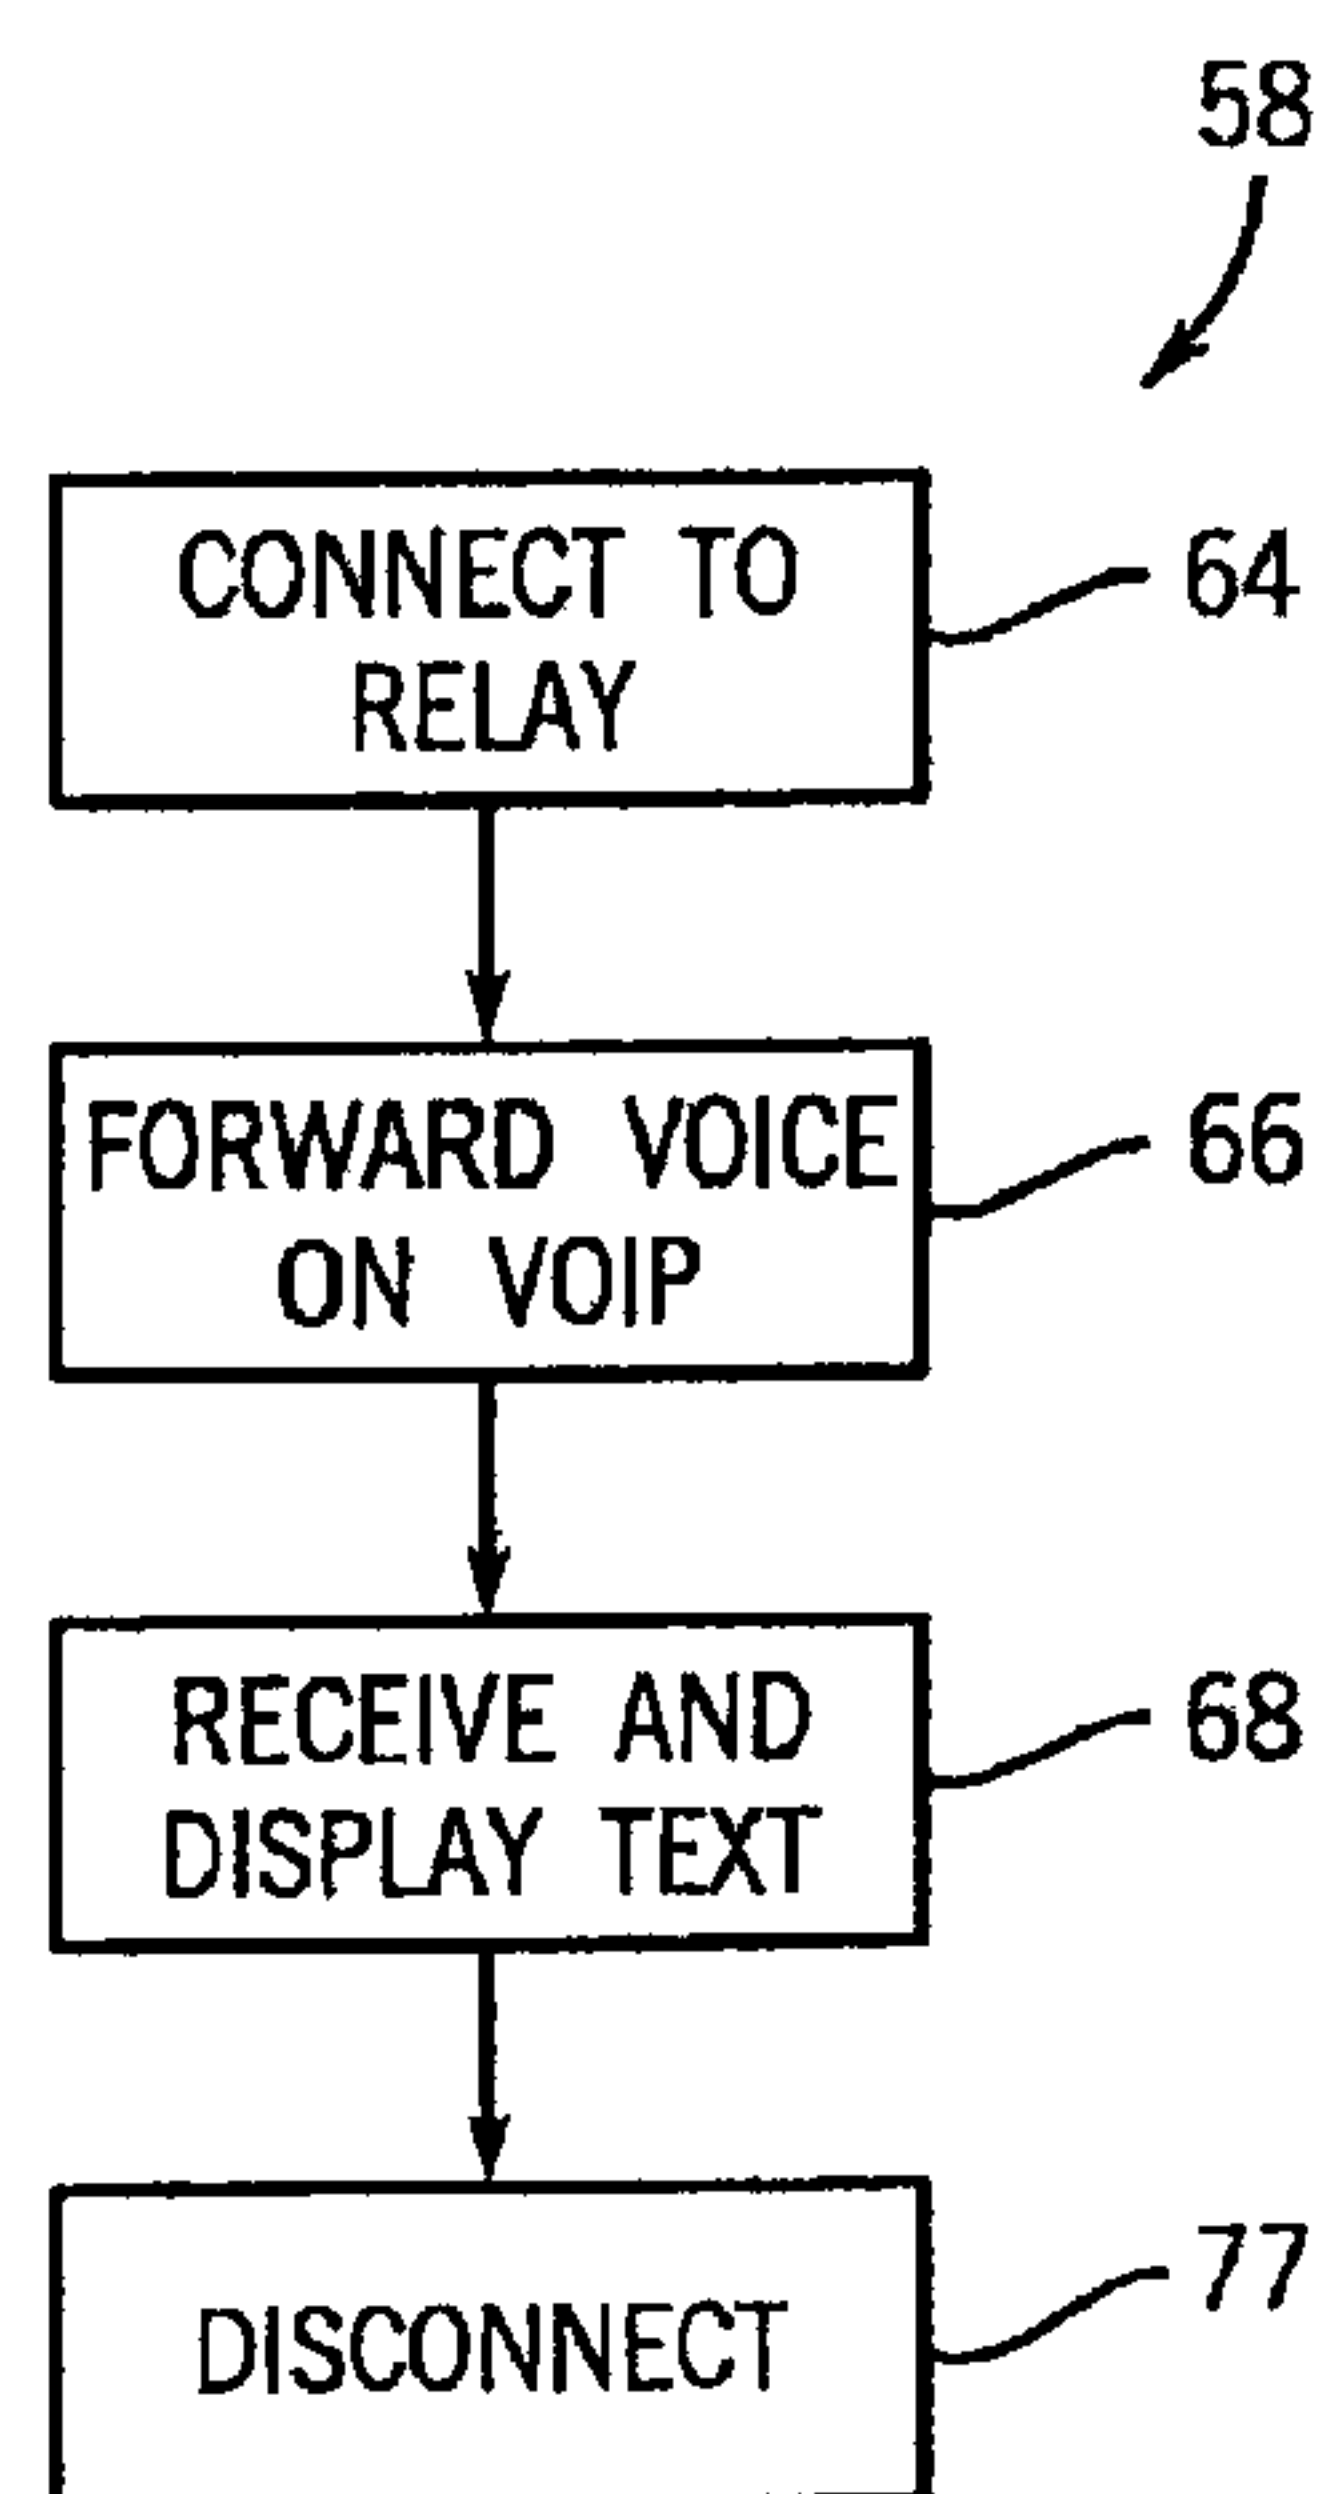 58
CONNECT TO
RELAY
64
FORWARD VOICE
ON VOIP
66
RECEIVE AND
DISPLAY TEXT
68
DISCONNECT
77